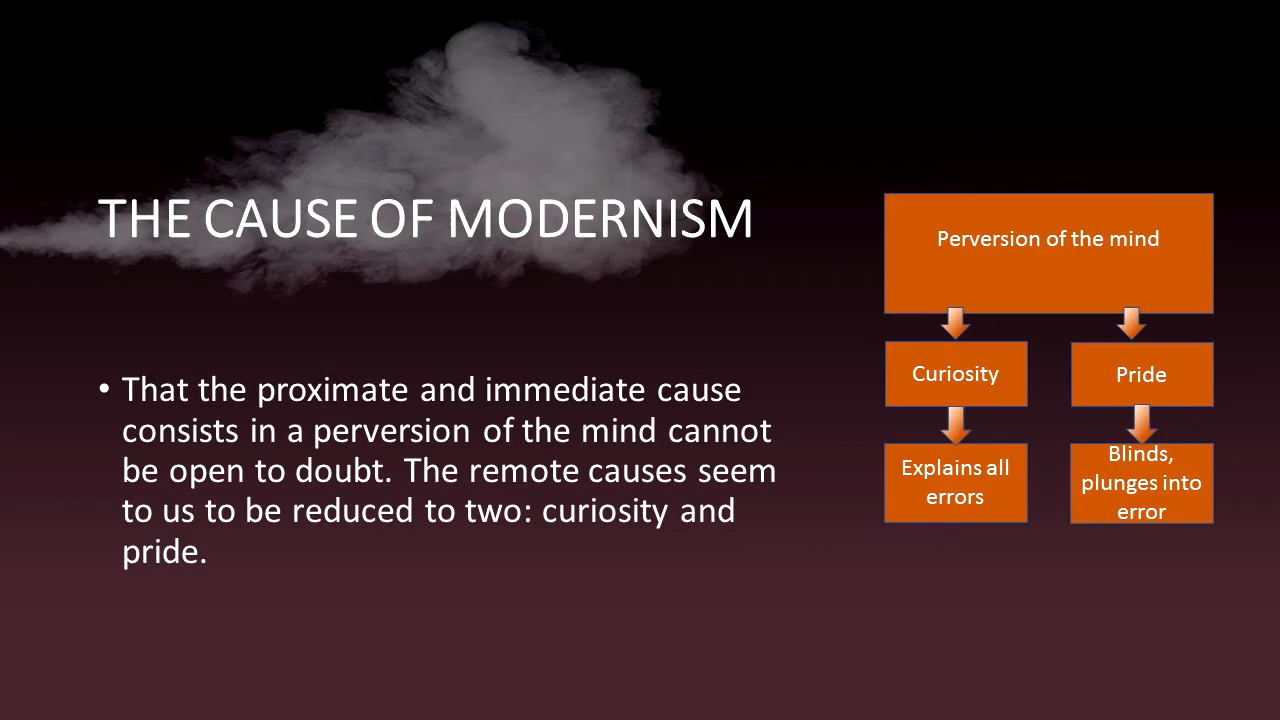 THE CAUSE OF MODERNISM
• That the proximate and immediate cause
consists in a perversion of the mind cannot
be open to doubt. The remote causes seem
to us to be reduced to two: curiosity and
pride.
Perversion of the mind
Curiosity
Pride
Explains all
errors
Blinds,
plunges into
error